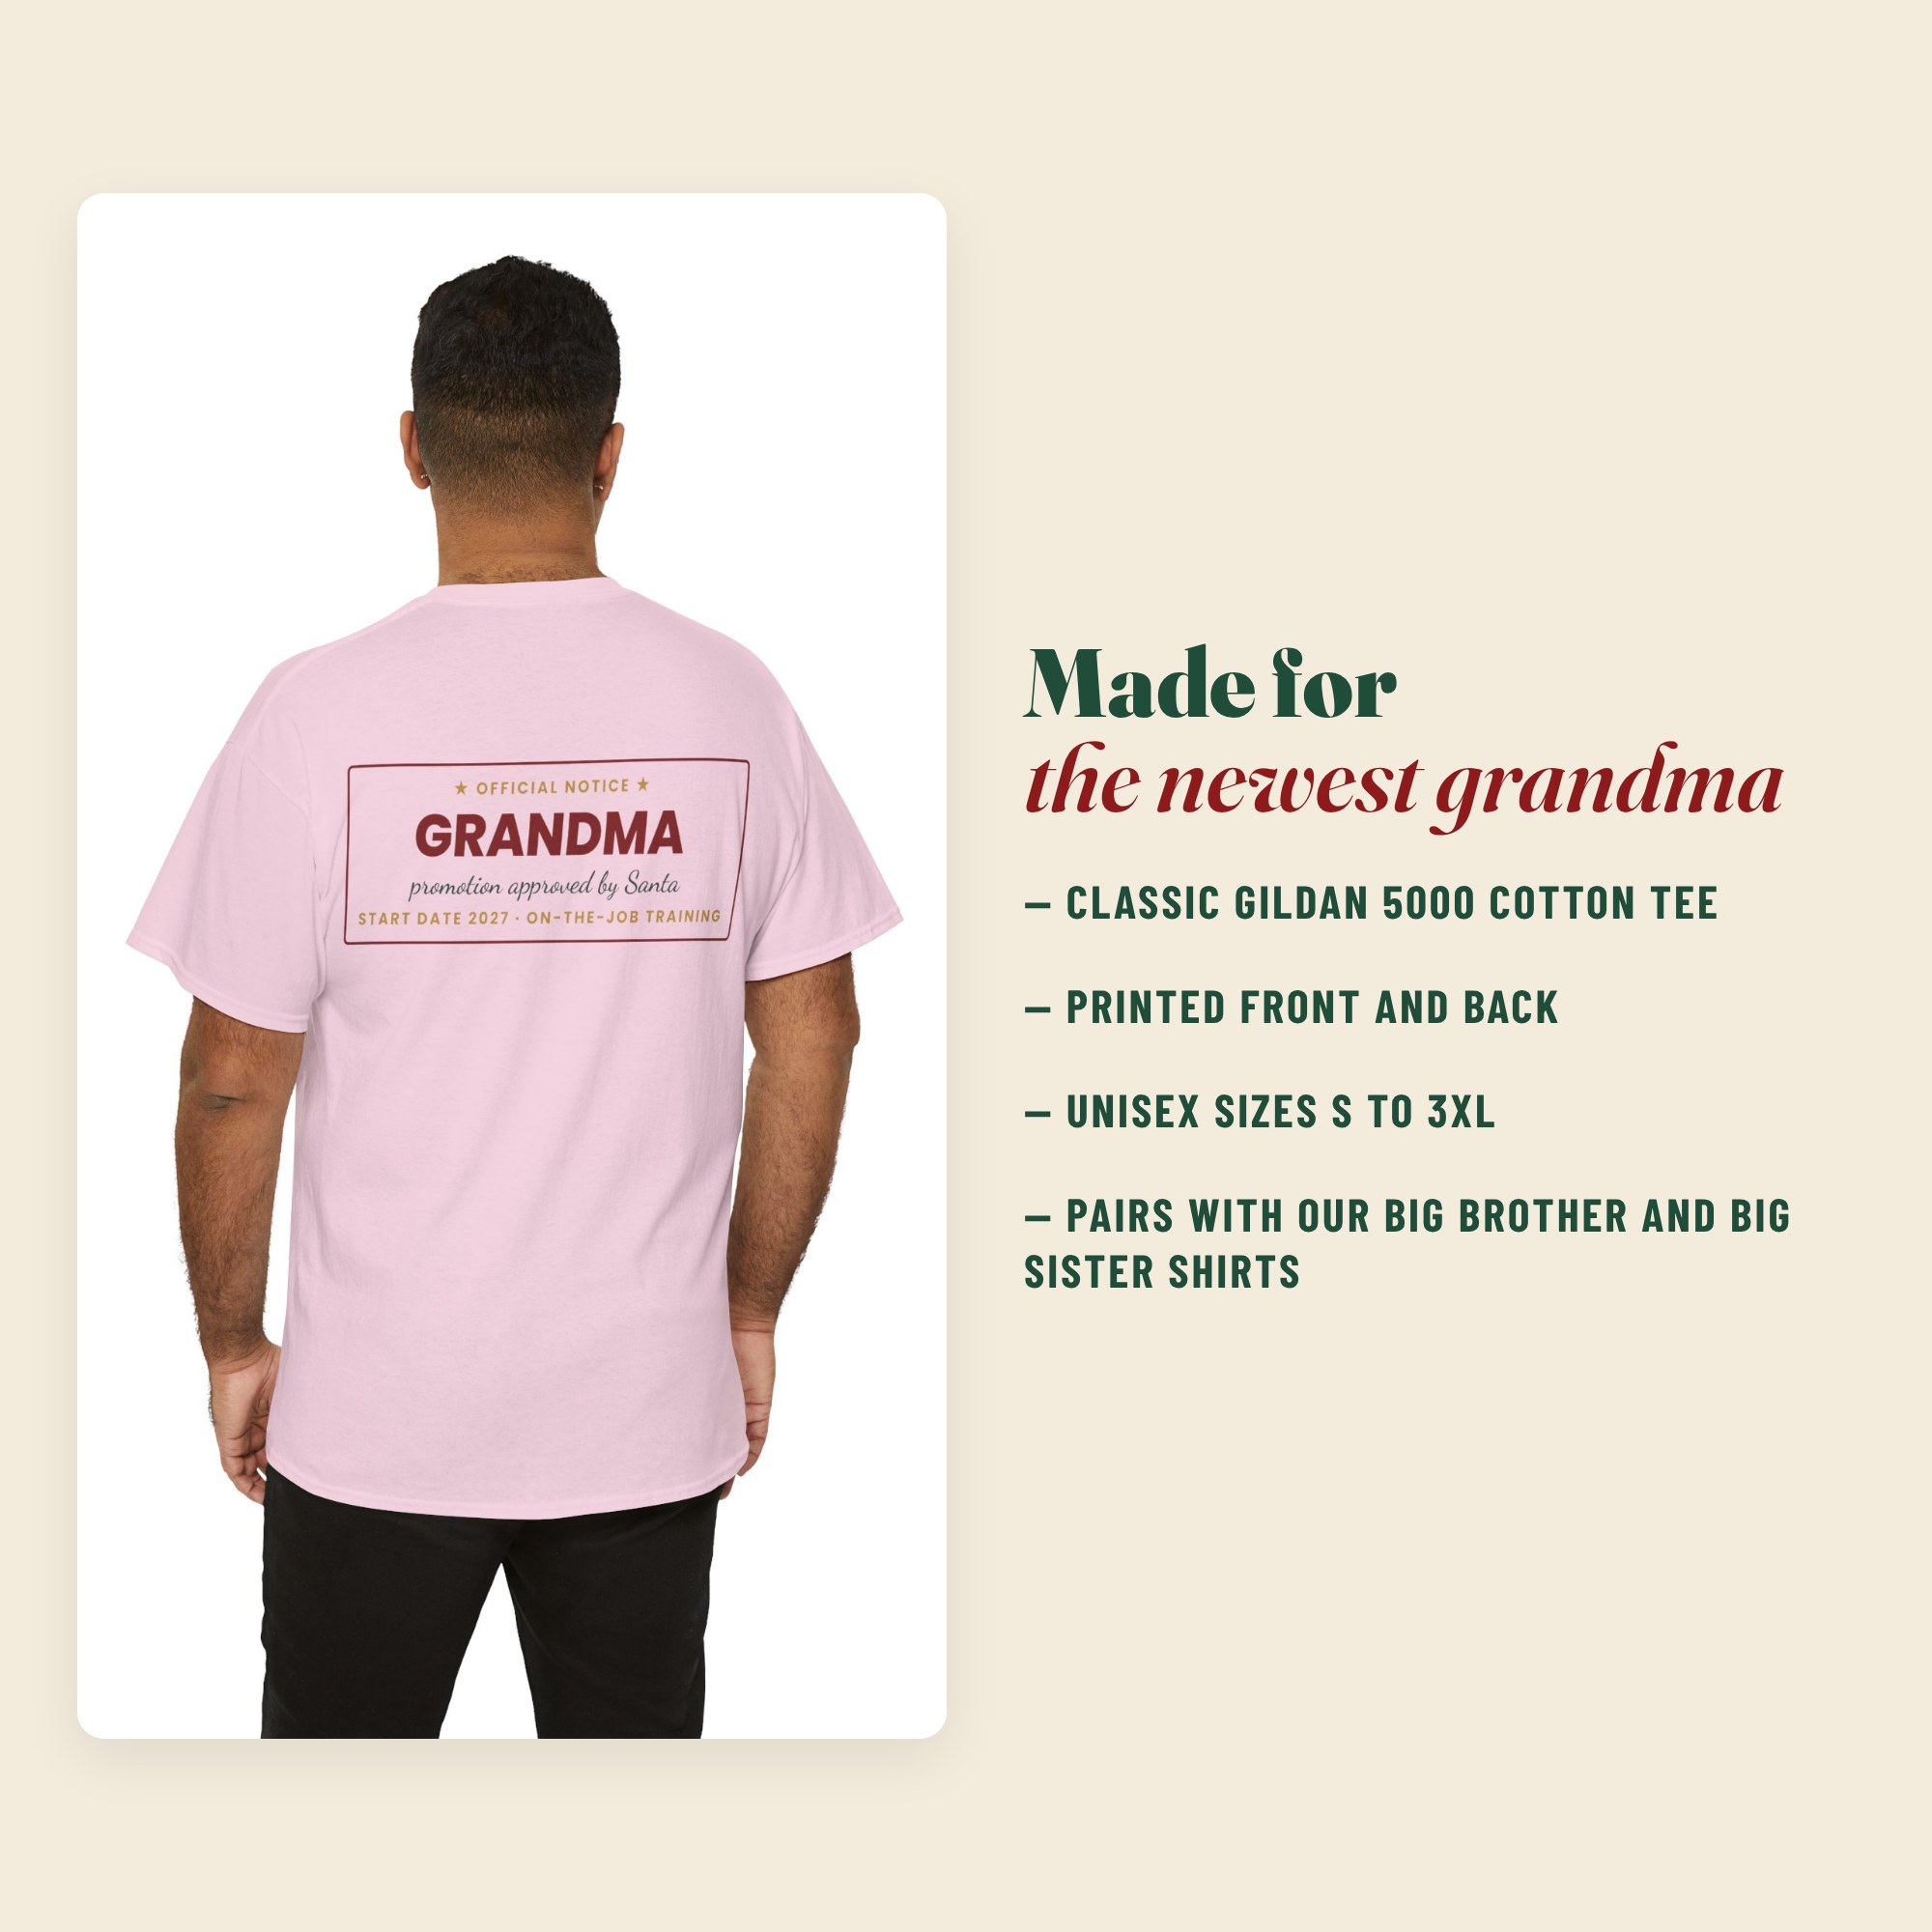 ★ OFFICIAL NOTICE ★
GRANDMA
promotion approved by Santa
START DATE 2027 · ON-THE-JOB TRAINING
Made for
the newest grandma
– CLASSIC GILDAN 5000 COTTON TEE
– PRINTED FRONT AND BACK
– UNISEX SIZES S TO 3XL
– PAIRS WITH OUR BIG BROTHER AND BIG
SISTER SHIRTS